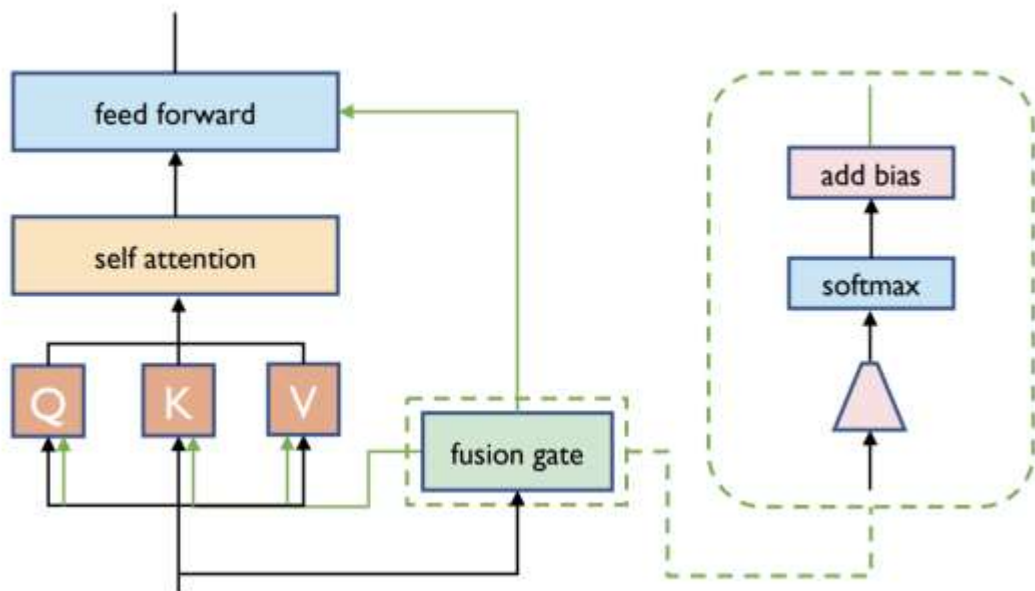 feed forward
add bias
self attention
softmax
Q
K
V
fusion gate